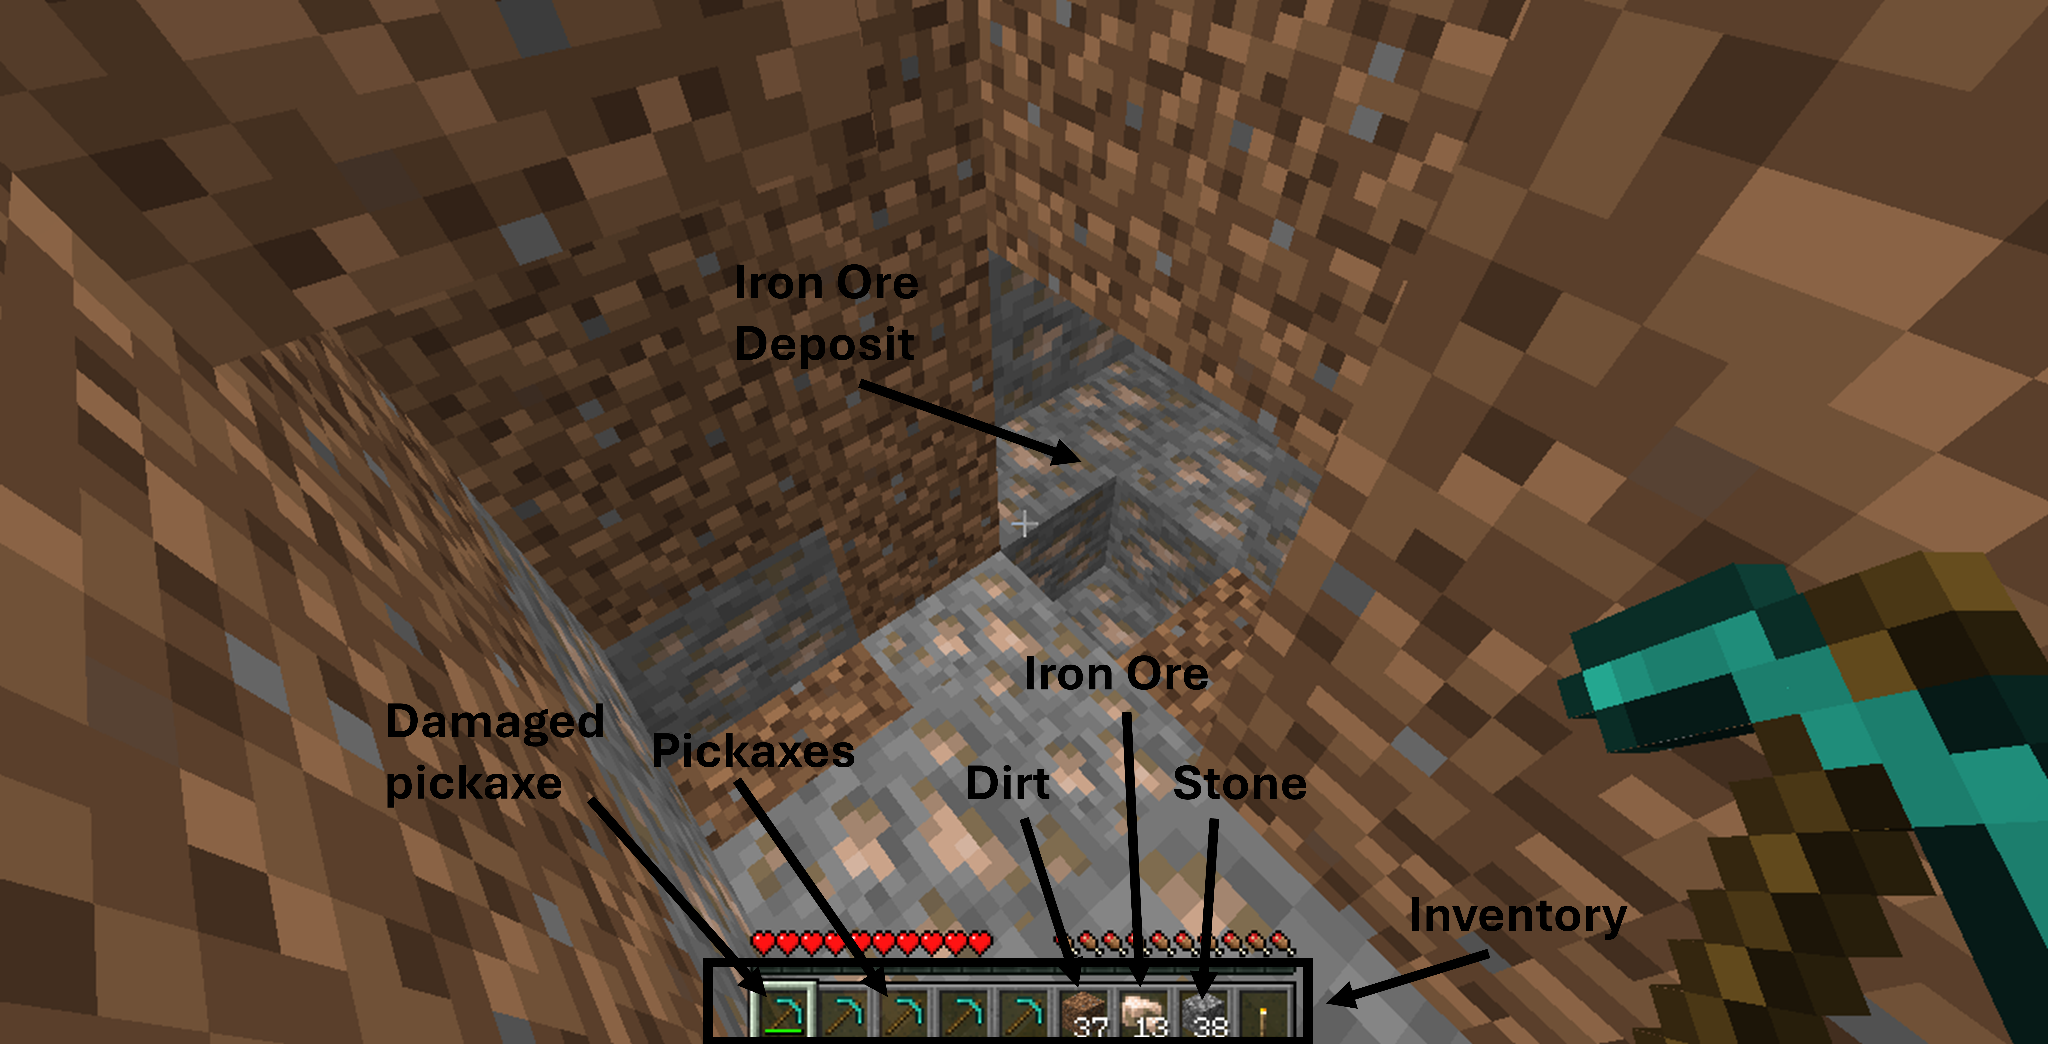 Iron Ore
Deposit
Iron Ore
Damaged
pickaxe
Pickaxes
Dirt
Stone
Inventory
37
13
38